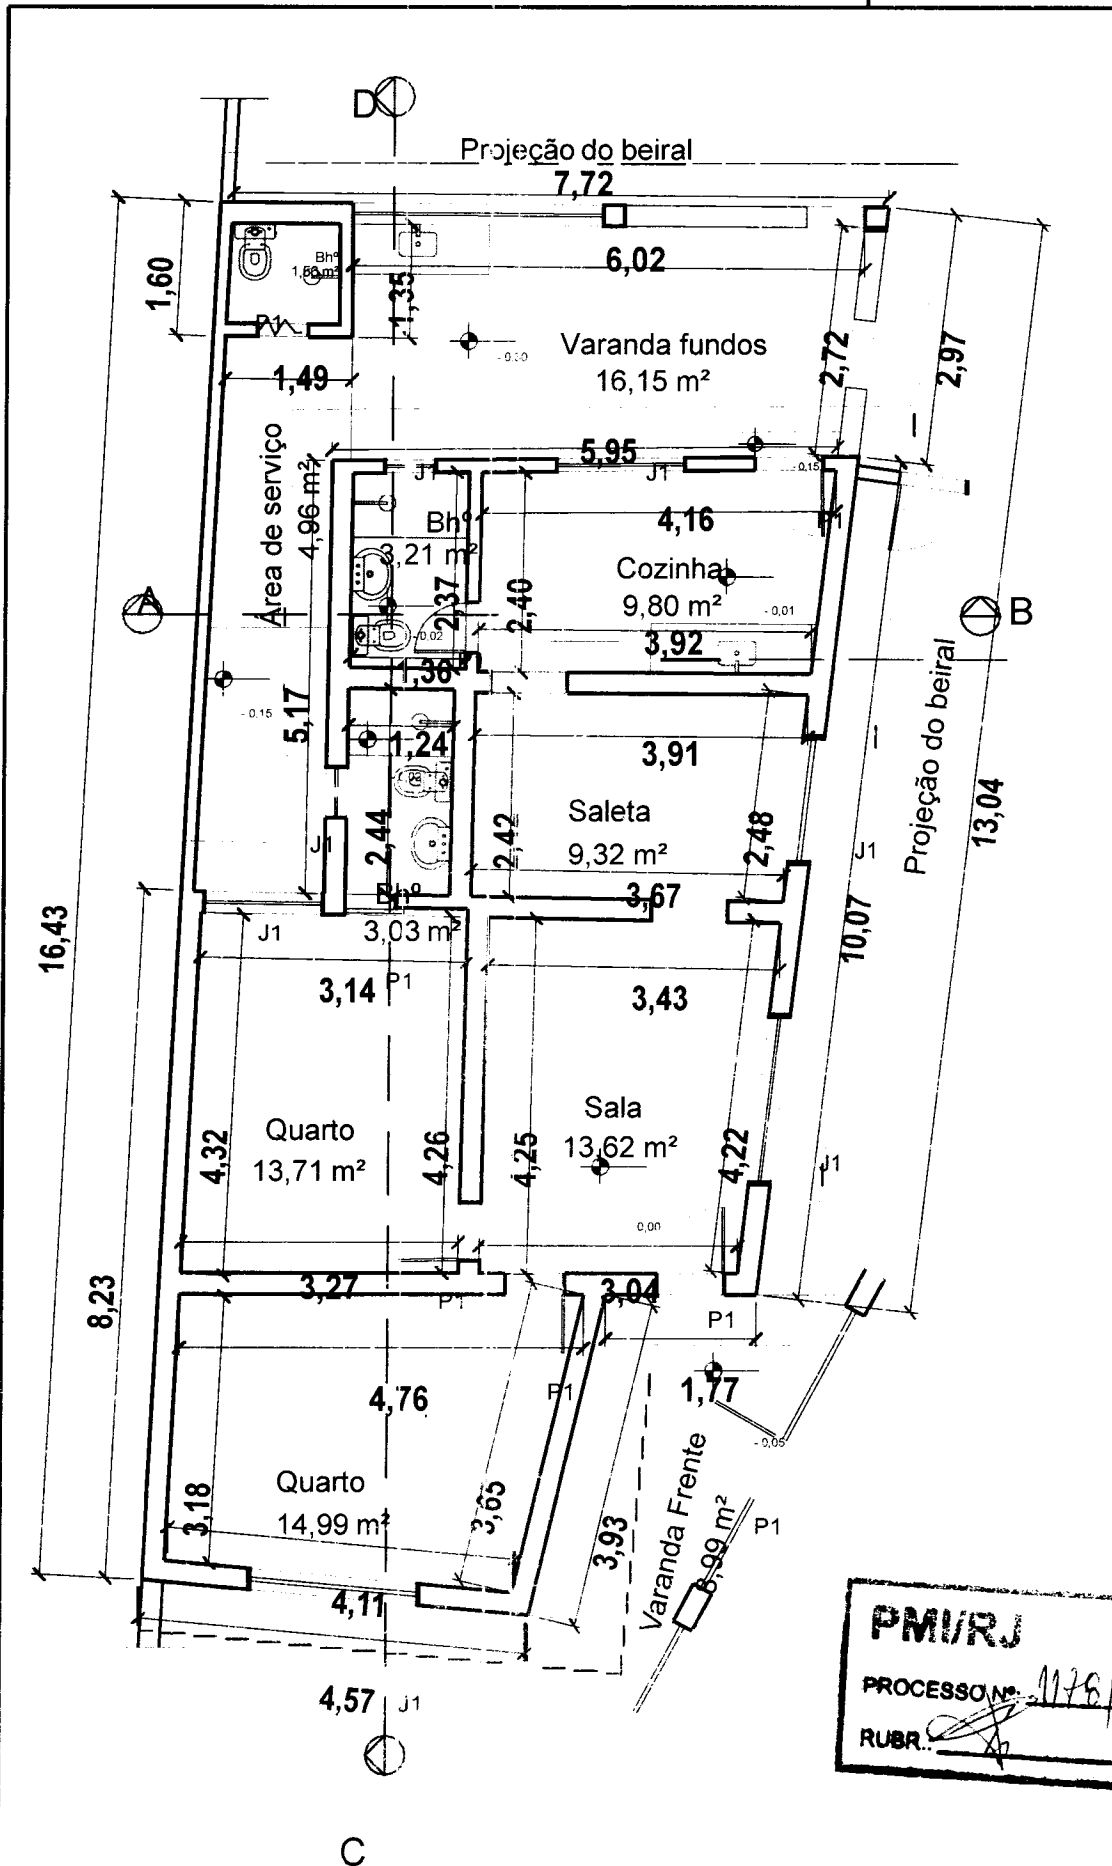 D
Projeção do beiral
7,72
6,02
1,60
Bhº
P1
1,35
Varanda fundos
16,15 m²
2,72
2,97
1,49
5,95
J1
J1
-0,15
Área de serviço
4,96 m²
Bhº
3,21 m²
4,16
P1
Cozinha
9,80 m²
2,37
2,40
-0,01
A
B
-0,02
3,92
1,36
-0,15
5,17
1,24
3,91
Projeção do beiral
13,04
Saleta
9,32 m²
2,44
2,42
2,48
J1
J1
3,67
Bhº
3,03 m²
J1
10,07
16,43
3,14
P1
3,43
Quarto
13,71 m²
4,32
4,26
Sala
13,62 m²
4,25
4,22
J1
0,00
8,23
3,27
P1
3,04
P1
4,76
P1
1,77
-0,05
Quarto
14,99 m²
3,18
3,65
3,93
Varanda Frente
P1
4,11
4,57
J1
C
PMI/RJ
PROCESSO Nº:
RUBR.: